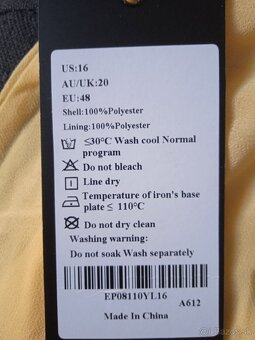 US:16
AU/UK:20
EU:48
Shell:100%Polyester
Lining:100%Polyester
≤30°C Wash cool Normal
program
Do not bleach
Line dry
Temperature of iron's base
plate≤ 110°C
Do not dry clean
Washing warning:
Do not soak Wash separately
EP08110YL16
A612
Made In China